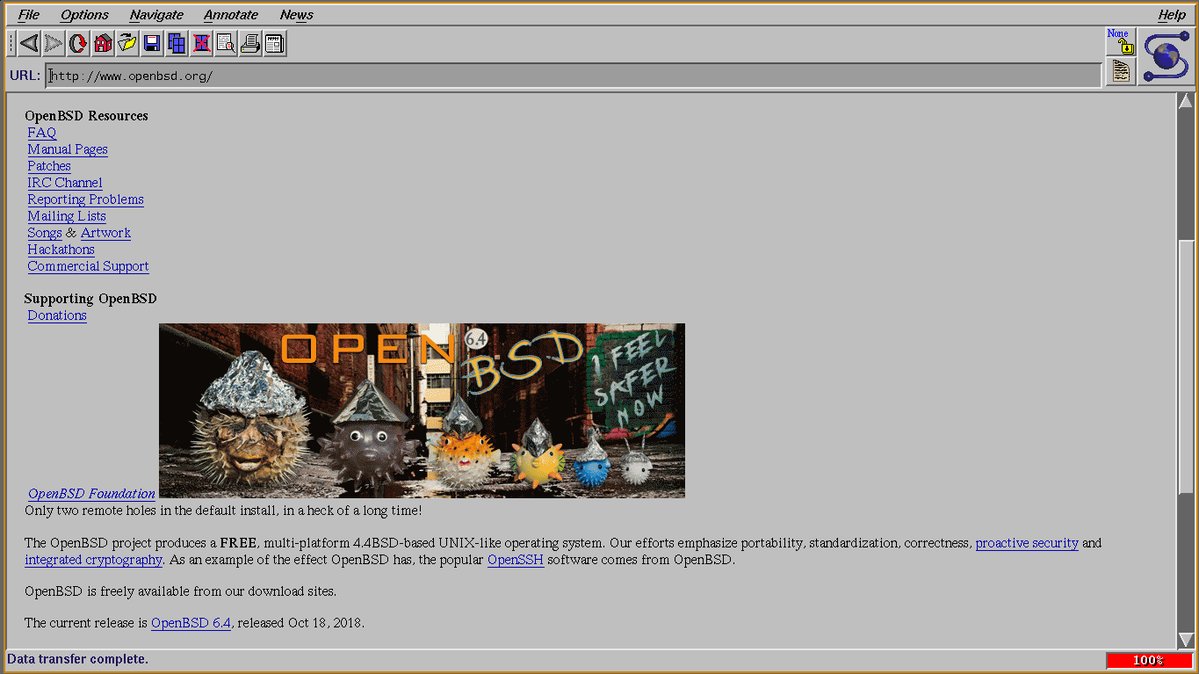 File Options Navigate Annotate News Help
None
URL: http://www.openbsd.org/
OpenBSD Resources
FAQ
Manual Pages
Patches
IRC Channel
Reporting Problems
Mailing Lists
Songs & Artwork
Hackathons
Commercial Support
Supporting OpenBSD
Donations
OPEN 6.4 BSD
I FEEL
SAFER
NOW
OpenBSD Foundation
Only two remote holes in the default install, in a heck of a long time!
The OpenBSD project produces a FREE, multi-platform 4.4BSD-based UNIX-like operating system. Our efforts emphasize portability, standardization, correctness, proactive security and
integrated cryptography. As an example of the effect OpenBSD has, the popular OpenSSH software comes from OpenBSD.
OpenBSD is freely available from our download sites.
The current release is OpenBSD 6.4, released Oct 18, 2018.
Data transfer complete.
100%